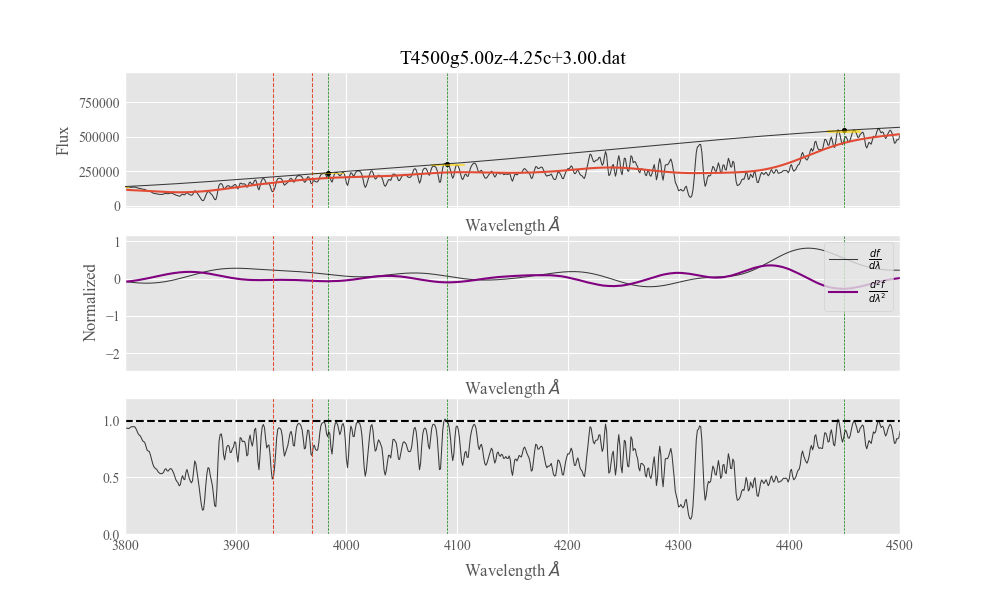 T4500g5.00z-4.25c+3.00.dat
750000
500000
250000
0
Flux
Wavelength Å
1
0
−1
−2
Normalized
df/dλ
d²f/dλ²
Wavelength Å
1.0
0.5
0.0
3800 3900 4000 4100 4200 4300 4400 4500
Wavelength Å